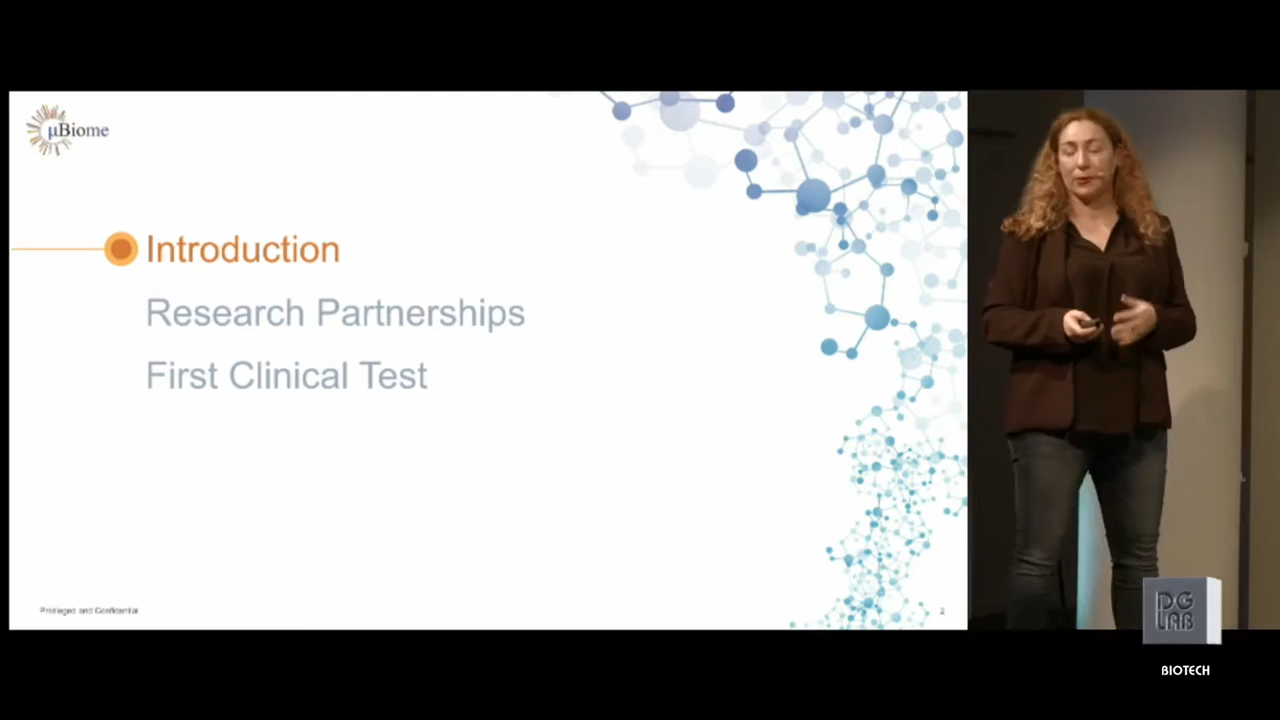 µBiome
Introduction
Research Partnerships
First Clinical Test
Privileged and Confidential
2
DG
LAB
BIOTECH